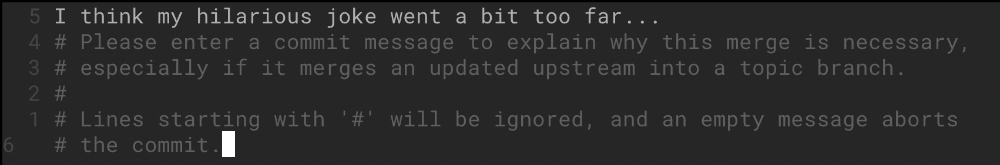 5 I think my hilarious joke went a bit too far...
4 # Please enter a commit message to explain why this merge is necessary,
3 # especially if it merges an updated upstream into a topic branch.
2 #
1 # Lines starting with '#' will be ignored, and an empty message aborts
6 # the commit.